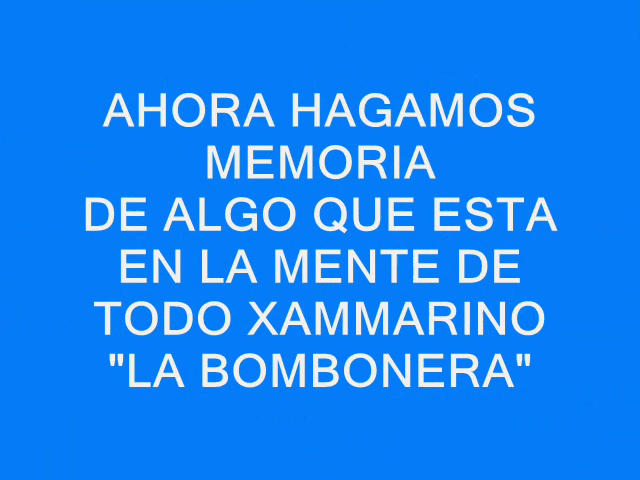 AHORA HAGAMOS
MEMORIA
DE ALGO QUE ESTA
EN LA MENTE DE
TODO XAMMARINO
"LA BOMBONERA"